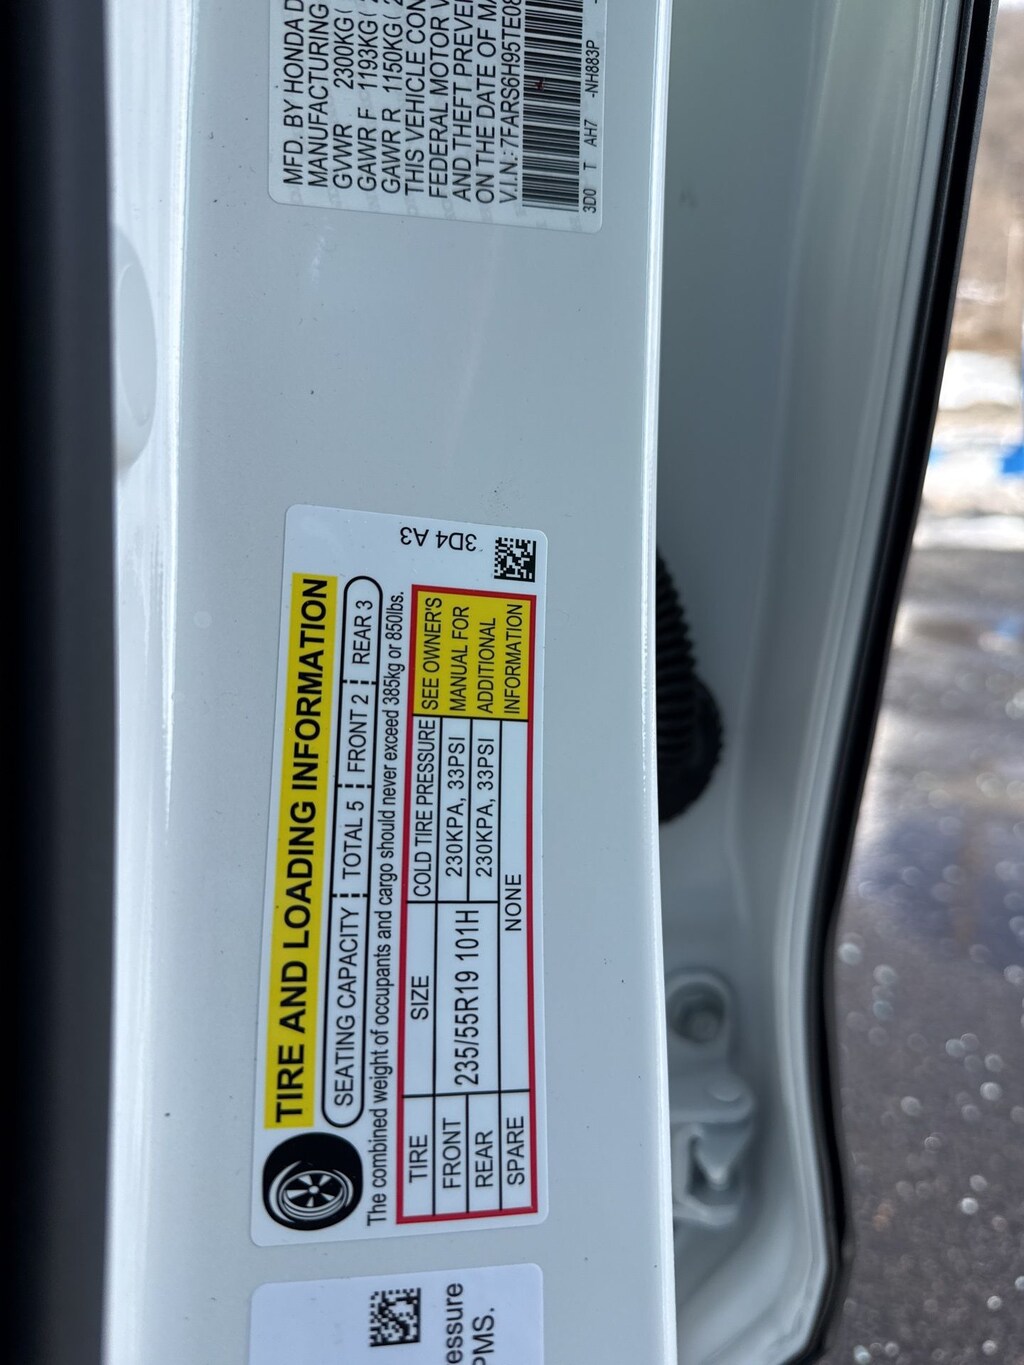 MFD. BY HONDA D
MANUFACTURING
GVWR 2300KG(
GAWR F 1193KG(
GAWR R 1150KG(
THIS VEHICLE CON
FEDERAL MOTOR V
AND THEFT PREVE
ON THE DATE OF MA
V.I.N.: 7FARS6H95TE08
3D0 T AH7 -NH883P
3D4 A3
TIRE AND LOADING INFORMATION
SEATING CAPACITY TOTAL 5 FRONT 2 REAR 3
The combined weight of occupants and cargo should never exceed 385kg or 850lbs.
TIRE SIZE COLD TIRE PRESSURE
FRONT 235/55R19 101H 230KPA, 33PSI
REAR 230KPA, 33PSI
SPARE NONE
SEE OWNER'S
MANUAL FOR
ADDITIONAL
INFORMATION
essure
PMS.